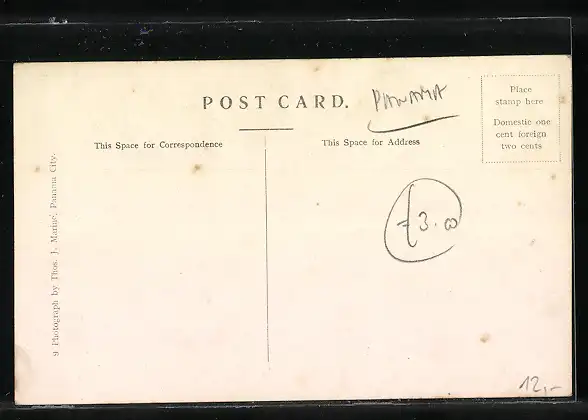 POST CARD.
PANAMA
Place
stamp here
Domestic one
cent foreign
two cents
This Space for Correspondence
This Space for Address
£3.00
9 Photograph by Thos. J. Marine, Panama City.
12,-